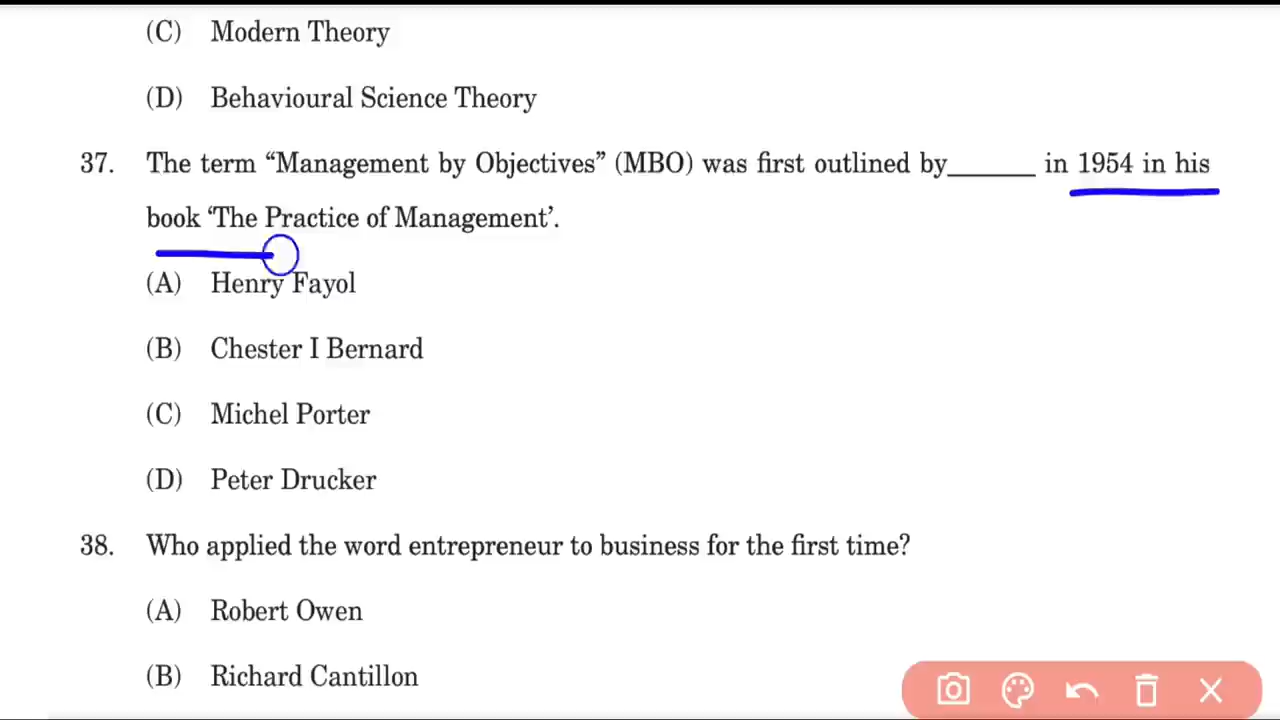 (C) Modern Theory
(D) Behavioural Science Theory
37. The term “Management by Objectives” (MBO) was first outlined by______ in 1954 in his
book ‘The Practice of Management’.
(A) Henry Fayol
(B) Chester I Bernard
(C) Michel Porter
(D) Peter Drucker
38. Who applied the word entrepreneur to business for the first time?
(A) Robert Owen
(B) Richard Cantillon